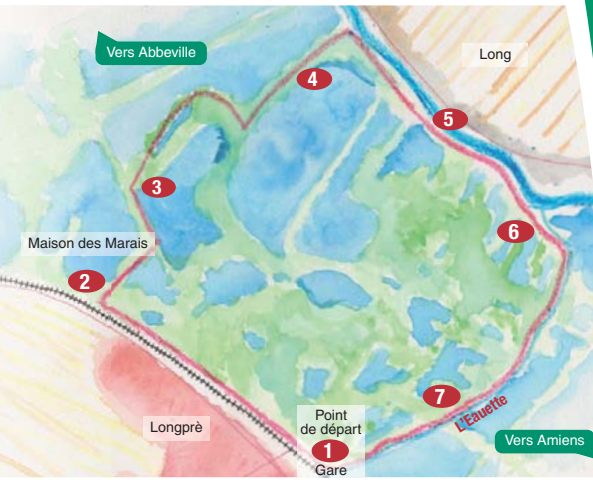 Vers Abbeville
Long
4
5
3
6
Maison des Marais
2
7
L'Eauette
Longprè
Point
de départ
1
Gare
Vers Amiens